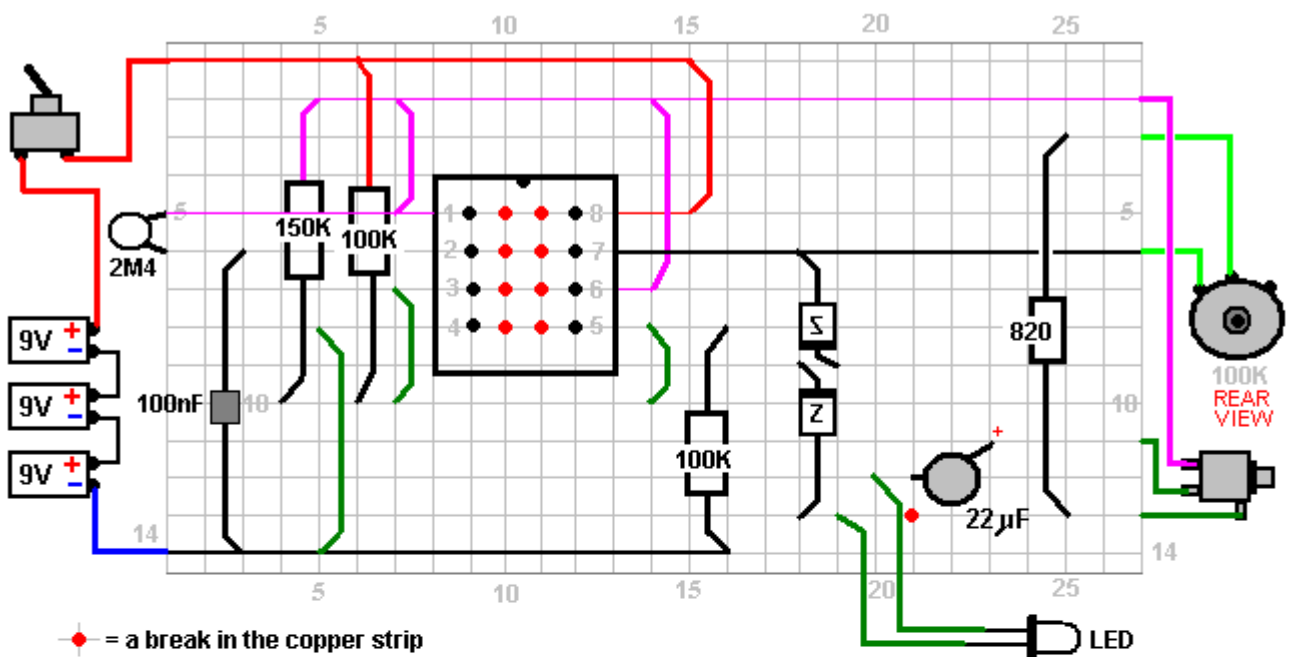 5 10 15 20 25
5 1 8 5
150K 100K
2 7
2M4
3 6
9V + −
4 5
Z
820
100K
9V + −
100nF 10
Z
10
REAR
VIEW
+
9V + −
100K
22µF
14
14
5 10 15 20 25
= a break in the copper strip
LED